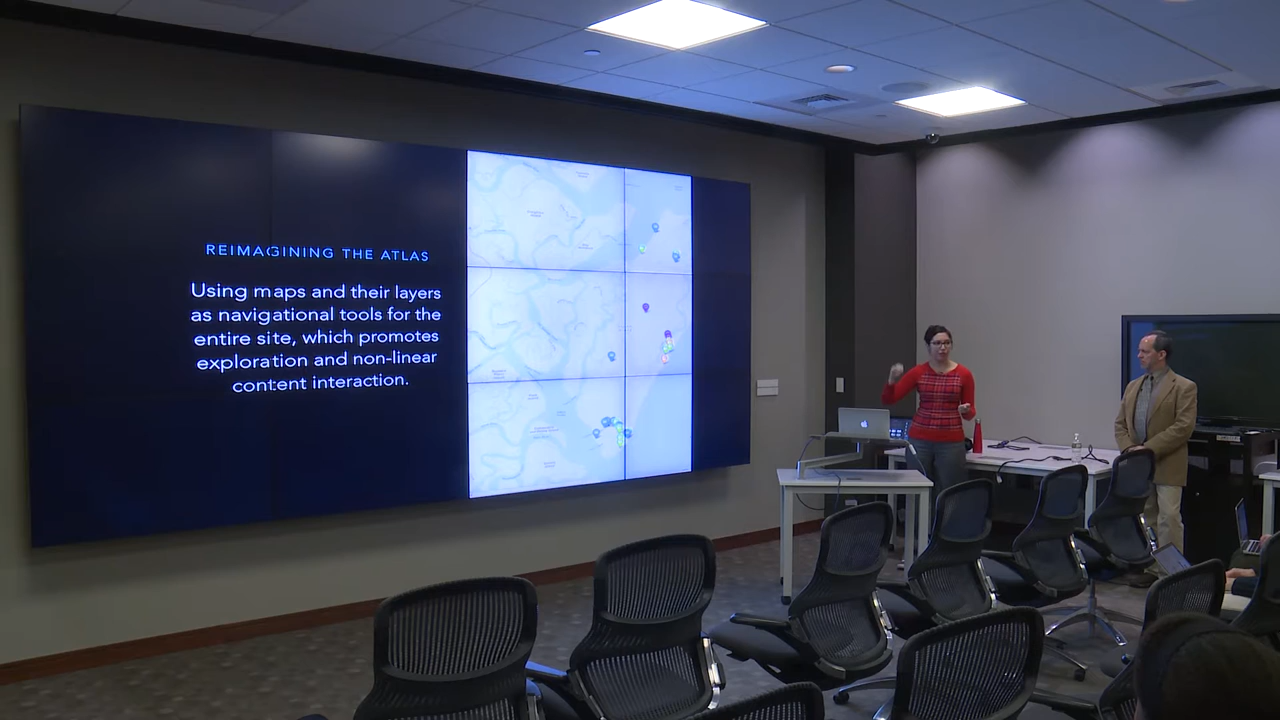 REIMAGINING THE ATLAS
Using maps and their layers
as navigational tools for the
entire site, which promotes
exploration and non-linear
content interaction.